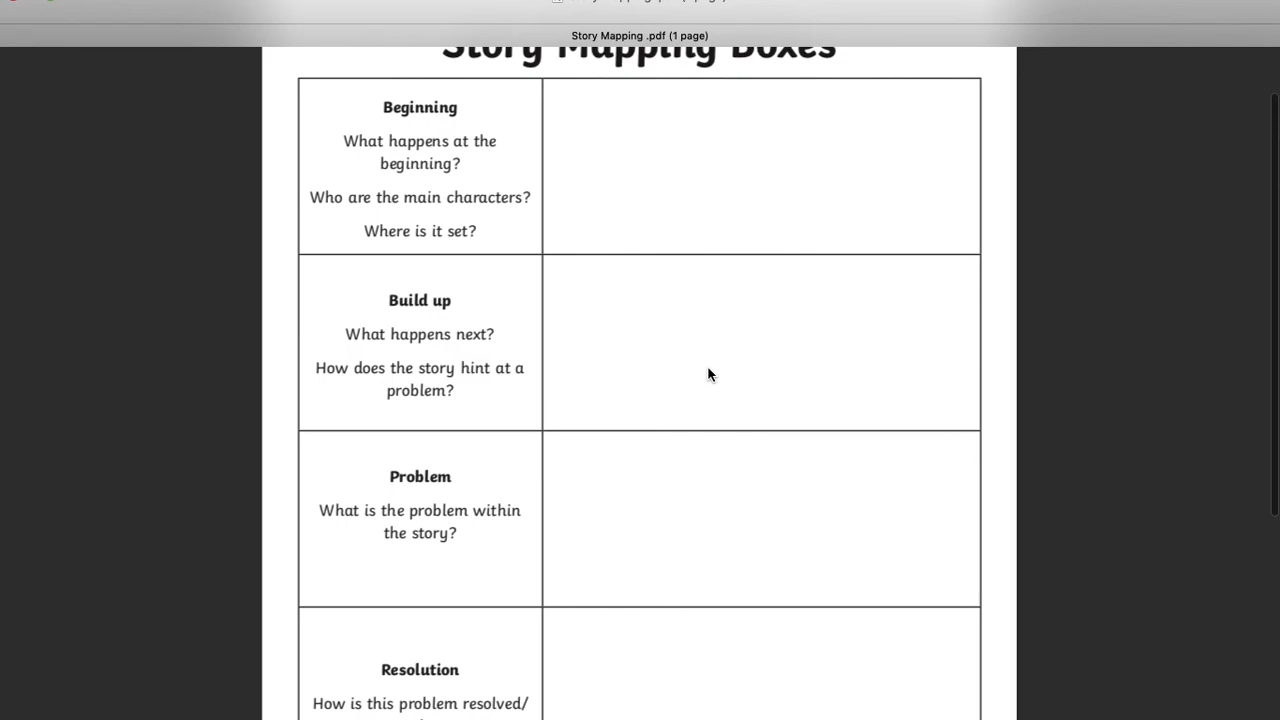 Story Mapping .pdf (1 page)
Story Mapping Boxes
Beginning
What happens at the
beginning?
Who are the main characters?
Where is it set?
Build up
What happens next?
How does the story hint at a
problem?
Problem
What is the problem within
the story?
Resolution
How is this problem resolved/